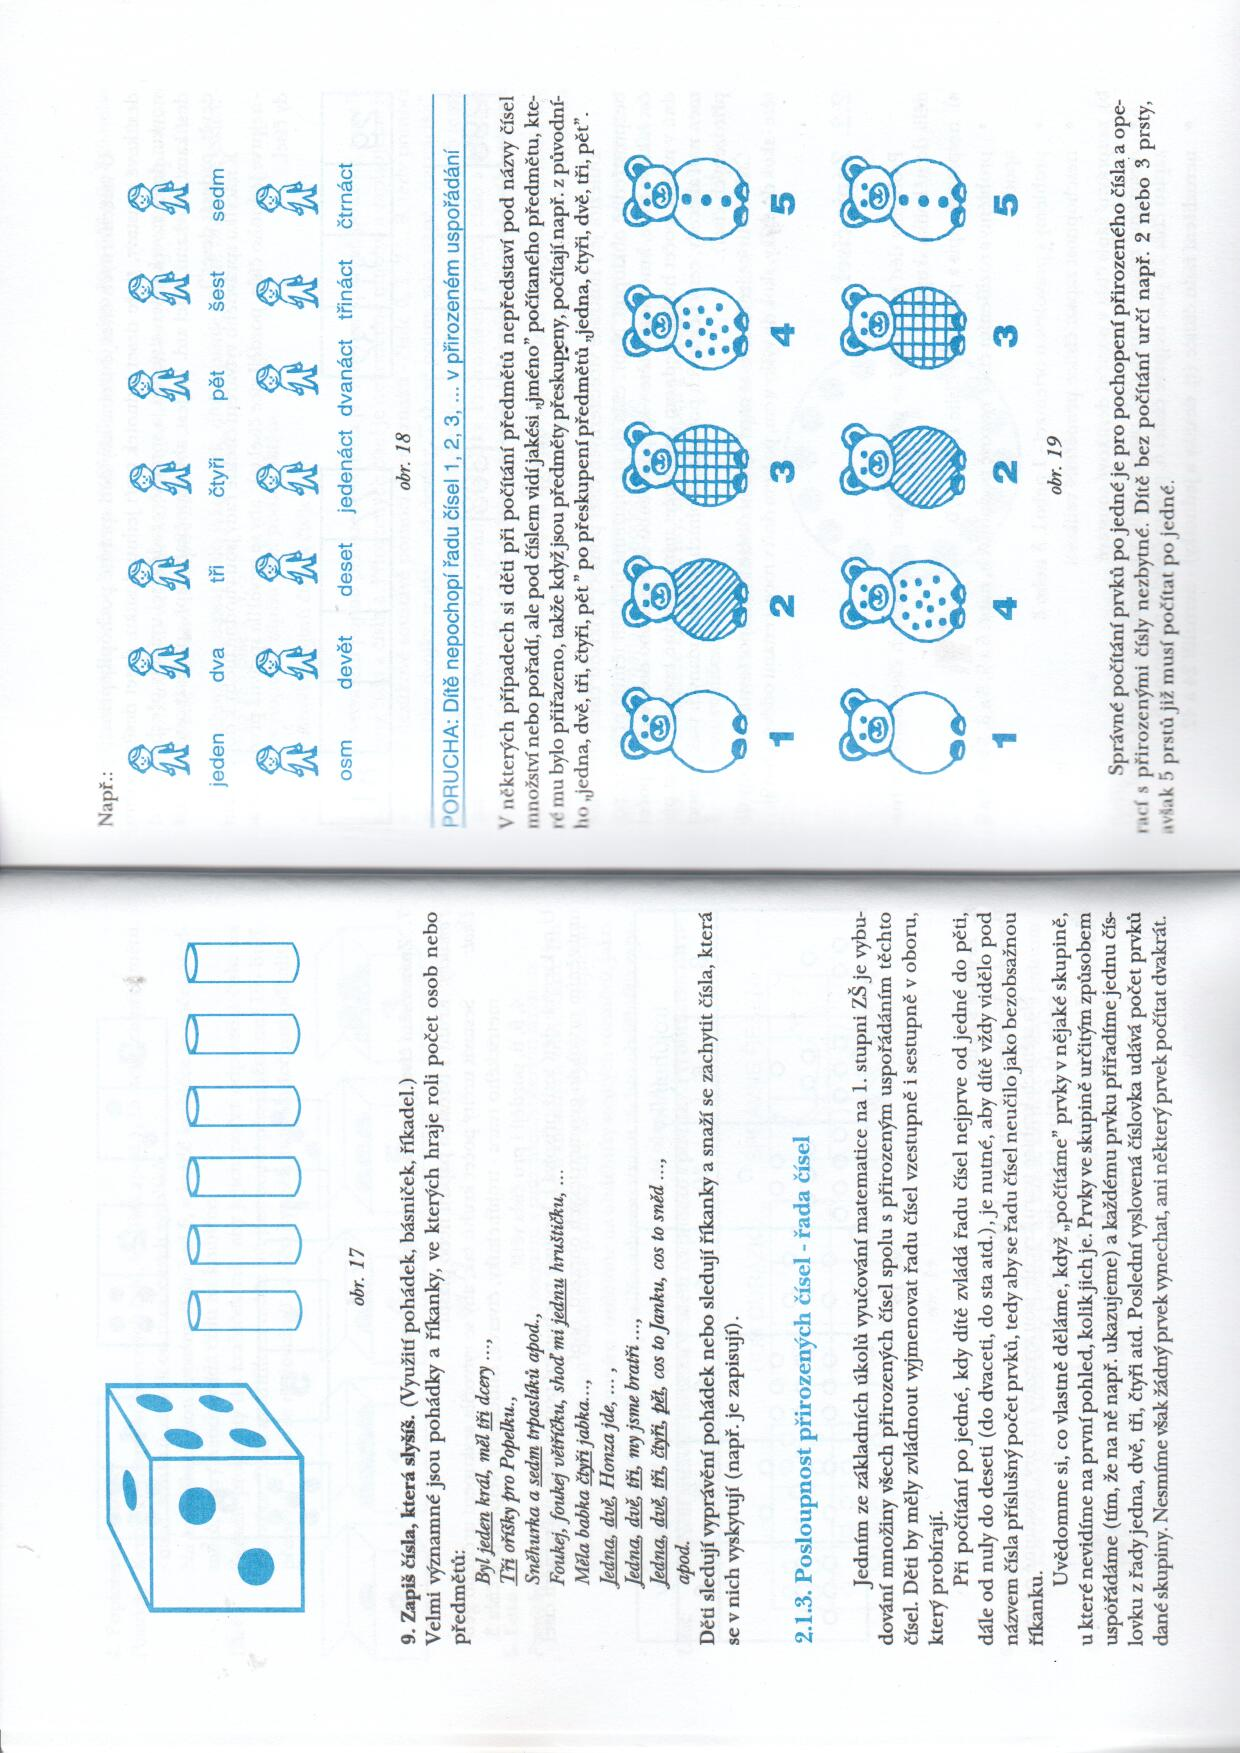 obr. 17
9. Zapiš čísla, která slyšíš. (Využití pohádek, básniček, říkadel.)
Velmi významné jsou pohádky a říkanky, ve kterých hraje roli počet osob nebo
předmětů:
Byl jeden král, měl tři dcery ...,
Tři oříšky pro Popelku.,
Sněhurka a sedm trpaslíků apod.,
Foukej, foukej větříčku, shoď mi jednu hruštičku, ...
Měla babka čtyři jabka...,
Jedna, dvě, Honza jde, ... ,
Jedna, dvě, tři, my jsme bratři ...,
Jedna, dvě, tři, čtyři, pět, cos to Janku, cos to sněd ...,
apod.
Děti sledují vyprávění pohádek nebo sledují říkanky a snaží se zachytit čísla, která
se v nich vyskytují (např. je zapisují).
2.1.3. Posloupnost přirozených čísel - řada čísel
Jedním ze základních úkolů vyučování matematice na 1. stupni ZŠ je vybu-
dování množiny všech přirozených čísel spolu s přirozeným uspořádáním těchto
čísel. Děti by měly zvládnout vyjmenovat řadu čísel vzestupně i sestupně v oboru,
který probírají.
Při počítání po jedné, kdy dítě zvládá řadu čísel nejprve od jedné do pěti,
dále od nuly do deseti (do dvaceti, do sta atd.), je nutné, aby dítě vždy vidělo pod
názvem čísla příslušný počet prvků, tedy aby se řadu čísel neučilo jako bezobsažnou
říkanku.
Uvědomme si, co vlastně děláme, když „počítáme” prvky v nějaké skupině,
u které nevidíme na první pohled, kolik jich je. Prvky ve skupině určitým způsobem
uspořádáme (tím, že na ně např. ukazujeme) a každému prvku přiřadíme jednu čís-
lovku z řady jedna, dvě, tři, čtyři atd. Poslední vyslovená číslovka udává počet prvků
dané skupiny. Nesmíme však žádný prvek vynechat, ani některý prvek počítat dvakrát.
Např.:
jeden dva tři čtyři pět šest sedm
osm devět deset jedenáct dvanáct třináct čtrnáct
obr. 18
PORUCHA: Dítě nepochopí řadu čísel 1, 2, 3, ... v přirozeném uspořádání
V některých případech si děti při počítání předmětů nepředstaví pod názvy čísel
množství nebo pořadí, ale pod číslem vidí jakési „jméno” počítaného předmětu, kte-
ré mu bylo přiřazeno, takže když jsou předměty přeskupeny, počítají např. z původní-
ho „jedna, dvě, tři, čtyři, pět ” po přeskupení předmětů „jedna, čtyři, dvě, tři, pět”.
1 2 3 4 5
1 4 2 3 5
obr. 19
Správné počítání prvků po jedné je pro pochopení přirozeného čísla a ope-
rací s přirozenými čísly nezbytné. Dítě bez počítání určí např. 2 nebo 3 prsty,
avšak 5 prstů již musí počítat po jedné.